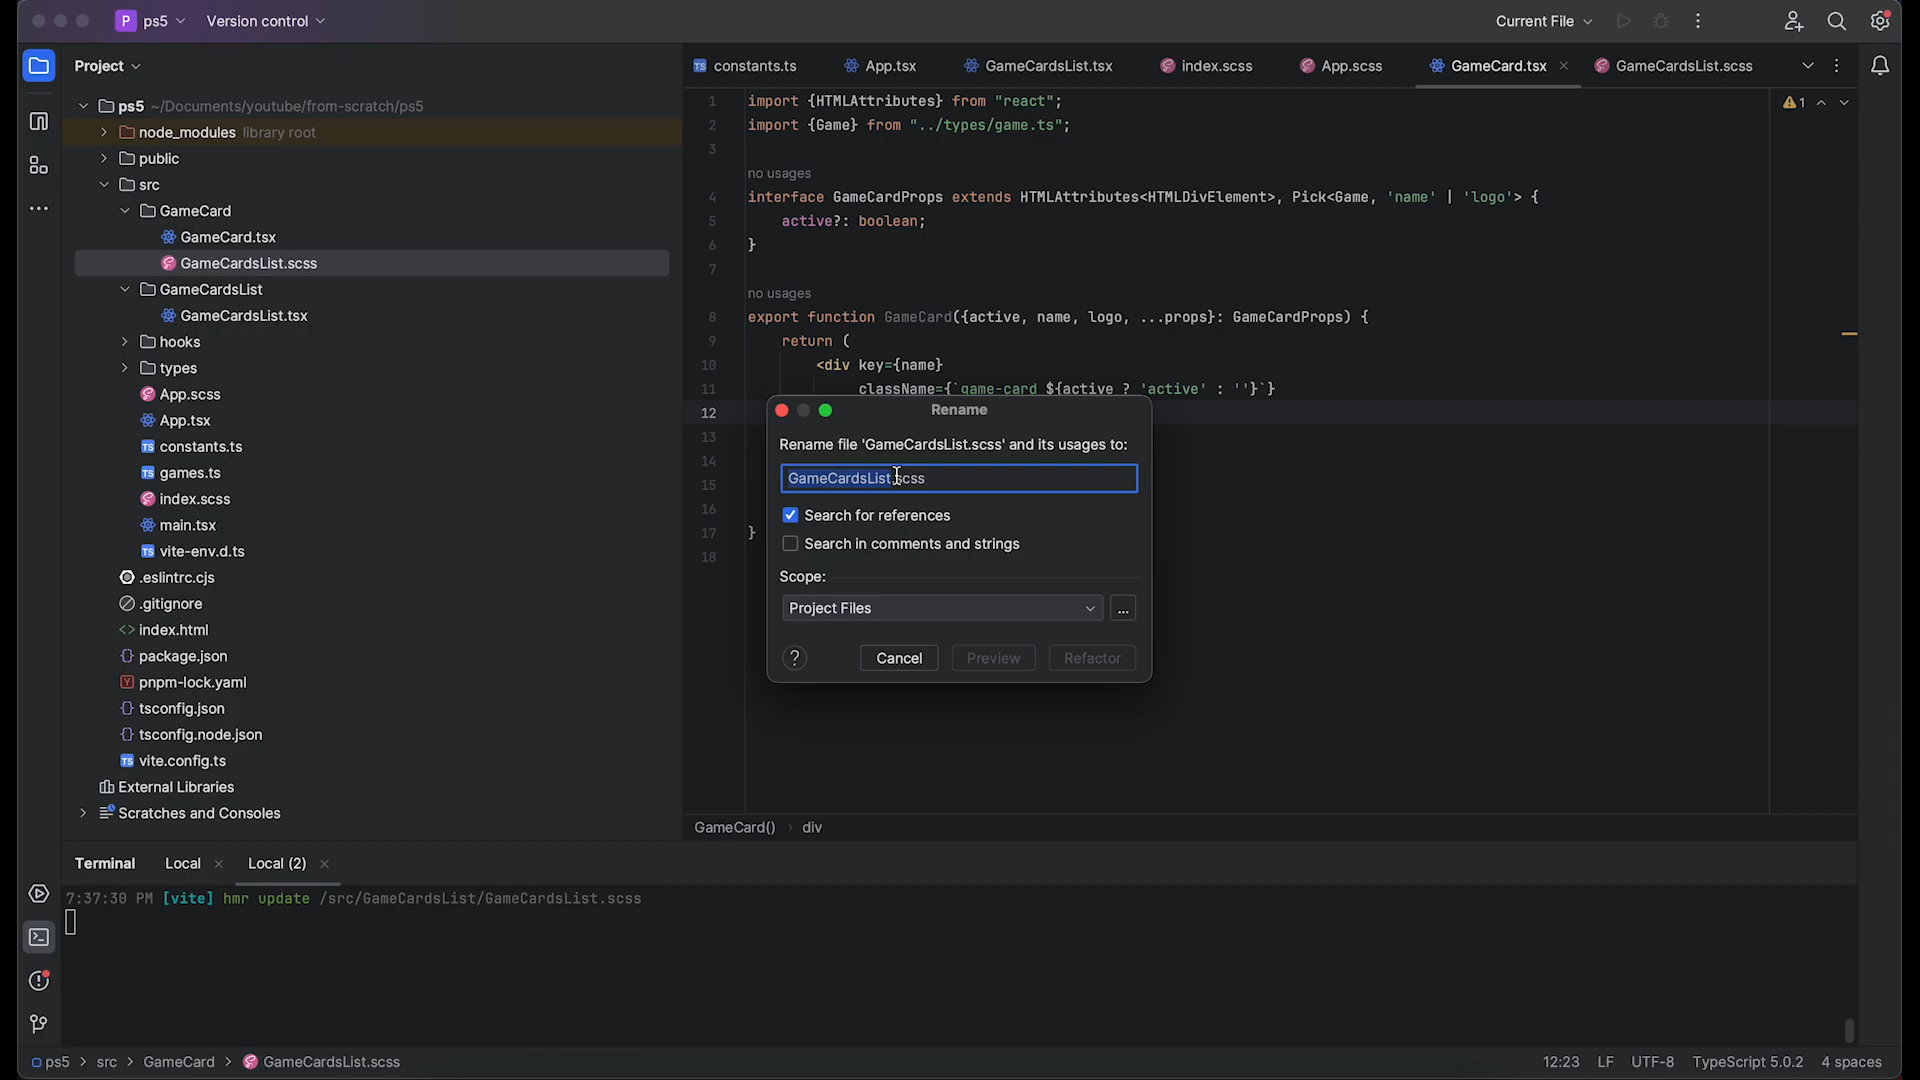 P ps5 Version control
Current File
Project
constants.ts App.tsx GameCardsList.tsx index.scss App.scss GameCard.tsx GameCardsList.scss
ps5 ~/Documents/youtube/from-scratch/ps5
node_modules library root
public
src
GameCard
GameCard.tsx
GameCardsList.scss
GameCardsList
GameCardsList.tsx
hooks
types
App.scss
App.tsx
constants.ts
games.ts
index.scss
main.tsx
vite-env.d.ts
.eslintrc.cjs
.gitignore
index.html
package.json
pnpm-lock.yaml
tsconfig.json
tsconfig.node.json
vite.config.ts
External Libraries
Scratches and Consoles
1 import {HTMLAttributes} from "react";
2 import {Game} from "../types/game.ts";
3
no usages
4 interface GameCardProps extends HTMLAttributes<HTMLDivElement>, Pick<Game, 'name' | 'logo'> {
5 active?: boolean;
6 }
7
no usages
8 export function GameCard({active, name, logo, ...props}: GameCardProps) {
9 return (
10 <div key={name}
11 className={`game-card ${active ? 'active' : ''}`}
12
13
14
15
16
17 }
18
1
Rename
Rename file 'GameCardsList.scss' and its usages to:
GameCardsList.scss
Search for references
Search in comments and strings
Scope:
Project Files
...
? Cancel Preview Refactor
GameCard() › div
Terminal Local Local (2)
7:37:30 PM [vite] hmr update /src/GameCardsList/GameCardsList.scss
ps5 > src > GameCard > GameCardsList.scss
12:23 LF UTF-8 TypeScript 5.0.2 4 spaces